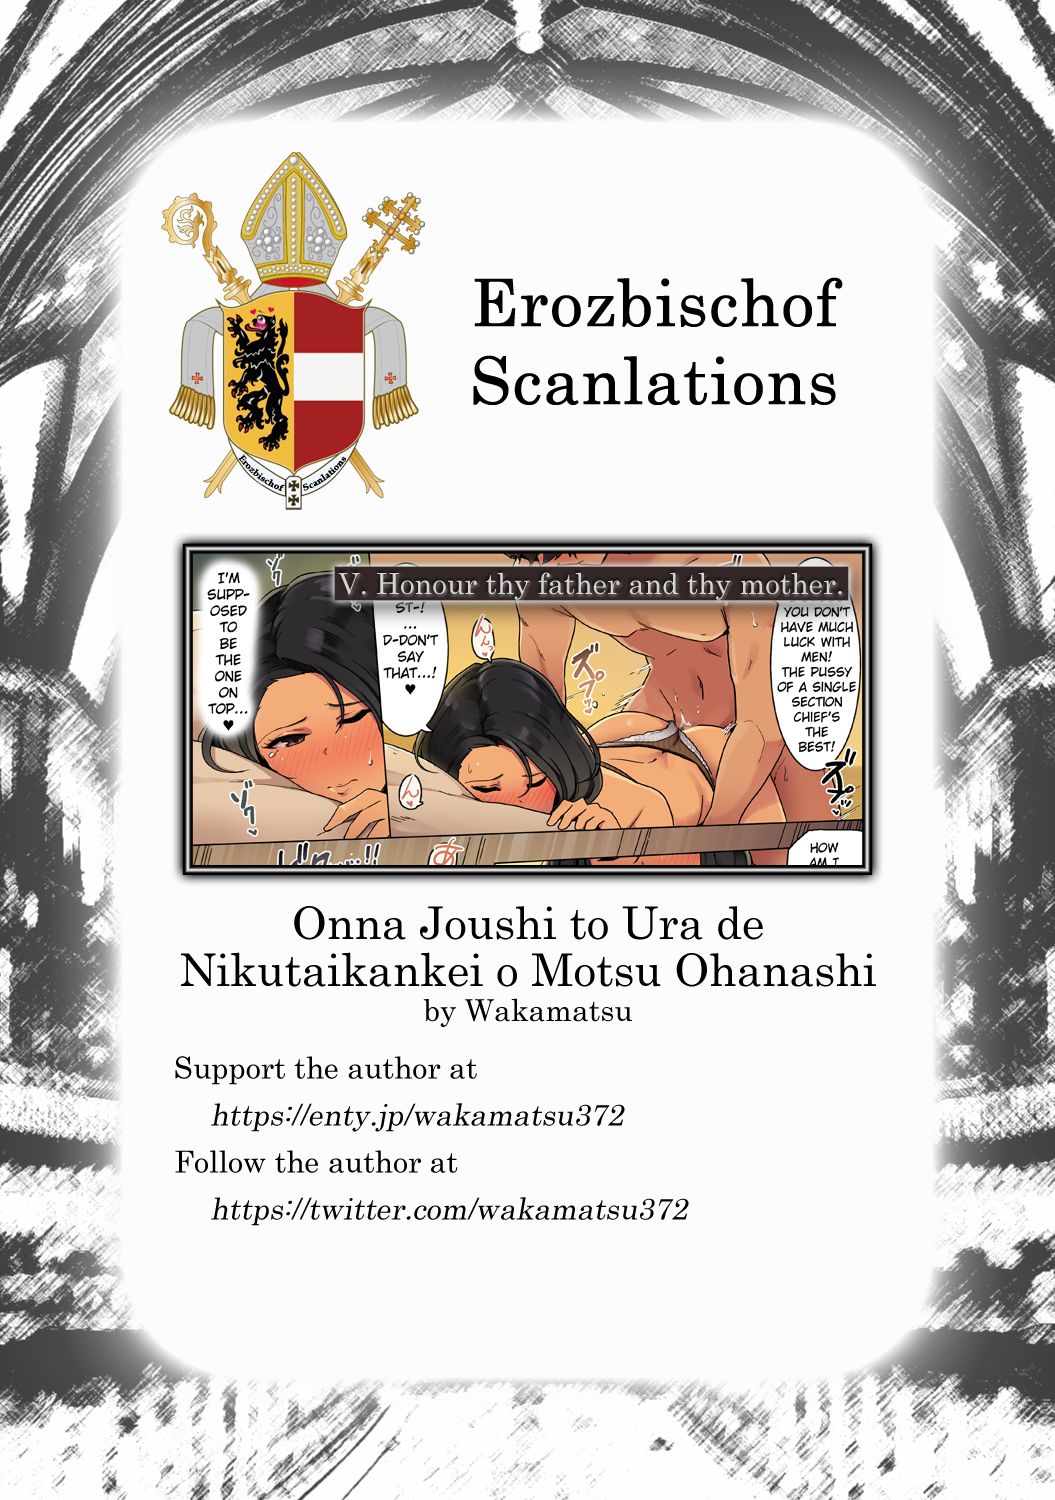 Erozbischof
Scanlations
Erozbischof Scanlations
V. Honour thy father and thy mother.
I'M
SUPP-
OSED
TO
BE
THE
ONE
ON
TOP...
♥
ST-!
...
D-DON'T
SAY
THAT...!
♥
YOU DON'T
HAVE MUCH
LUCK WITH
MEN!
THE PUSSY
OF A SINGLE
SECTION
CHIEF'S
THE
BEST!
HOW
AM I
Onna Joushi to Ura de
Nikutaikankei o Motsu Ohanashi
by Wakamatsu
Support the author at
https://enty.jp/wakamatsu372
Follow the author at
https://twitter.com/wakamatsu372